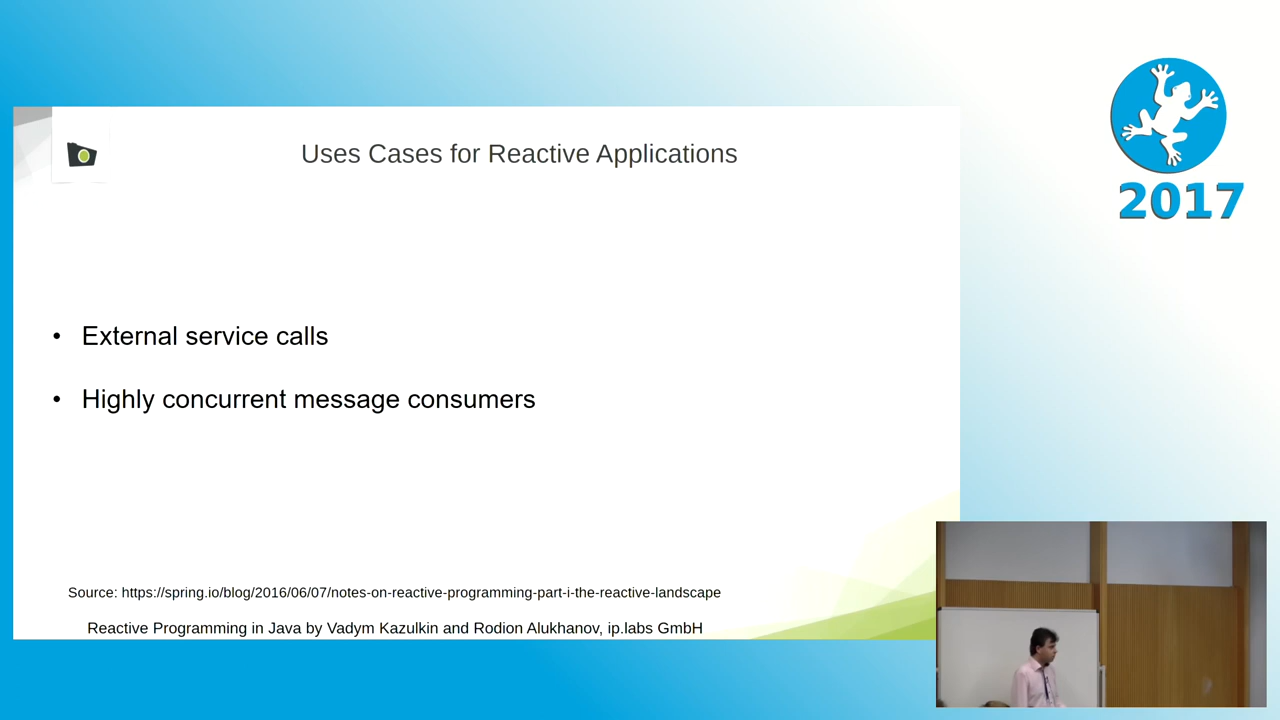 Uses Cases for Reactive Applications
2017
• External service calls
• Highly concurrent message consumers
Source: https://spring.io/blog/2016/06/07/notes-on-reactive-programming-part-i-the-reactive-landscape
Reactive Programming in Java by Vadym Kazulkin and Rodion Alukhanov, ip.labs GmbH